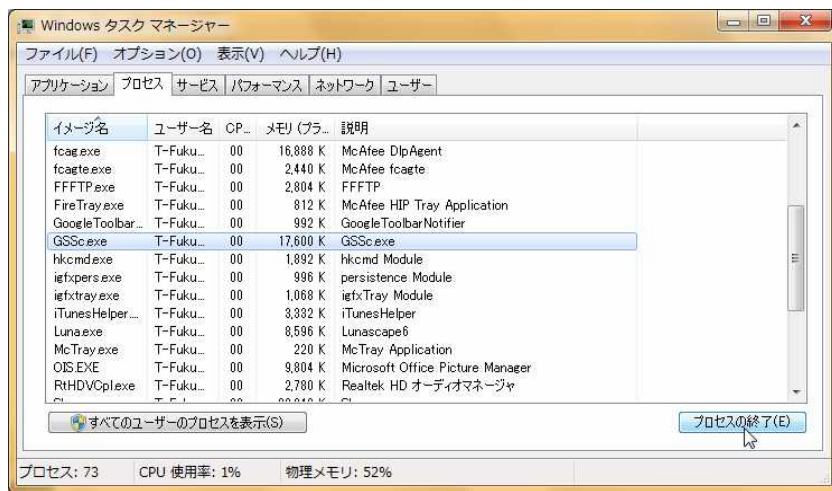 Windows タスク マネージャー
ファイル(F) オプション(O) 表示(V) ヘルプ(H)
アプリケーション プロセス サービス パフォーマンス ネットワーク ユーザー
イメージ名 ユーザー名 CP... メモリ (プラ... 説明
fcag.exe T-Fuku... 00 16,888 K McAfee DlpAgent
fcagte.exe T-Fuku... 00 2,440 K McAfee fcagte
FFFTP.exe T-Fuku... 00 2,804 K FFFTP
FireTray.exe T-Fuku... 00 812 K McAfee HIP Tray Application
GoogleToolbar... T-Fuku... 00 992 K GoogleToolbarNotifier
GSSc.exe T-Fuku... 00 17,600 K GSSc.exe
hkcmd.exe T-Fuku... 00 1,892 K hkcmd Module
igfxpers.exe T-Fuku... 00 996 K persistence Module
igfxtray.exe T-Fuku... 00 1,068 K igfxTray Module
iTunesHelper.... T-Fuku... 00 3,332 K iTunesHelper
Luna.exe T-Fuku... 00 8,596 K Lunascape6
McTray.exe T-Fuku... 00 220 K McTray Application
OIS.EXE T-Fuku... 00 9,804 K Microsoft Office Picture Manager
RtHDVCpl.exe T-Fuku... 00 2,780 K Realtek HD オーディオマネージャ
すべてのユーザーのプロセスを表示(S) プロセスの終了(E)
プロセス: 73 CPU 使用率: 1% 物理メモリ: 52%